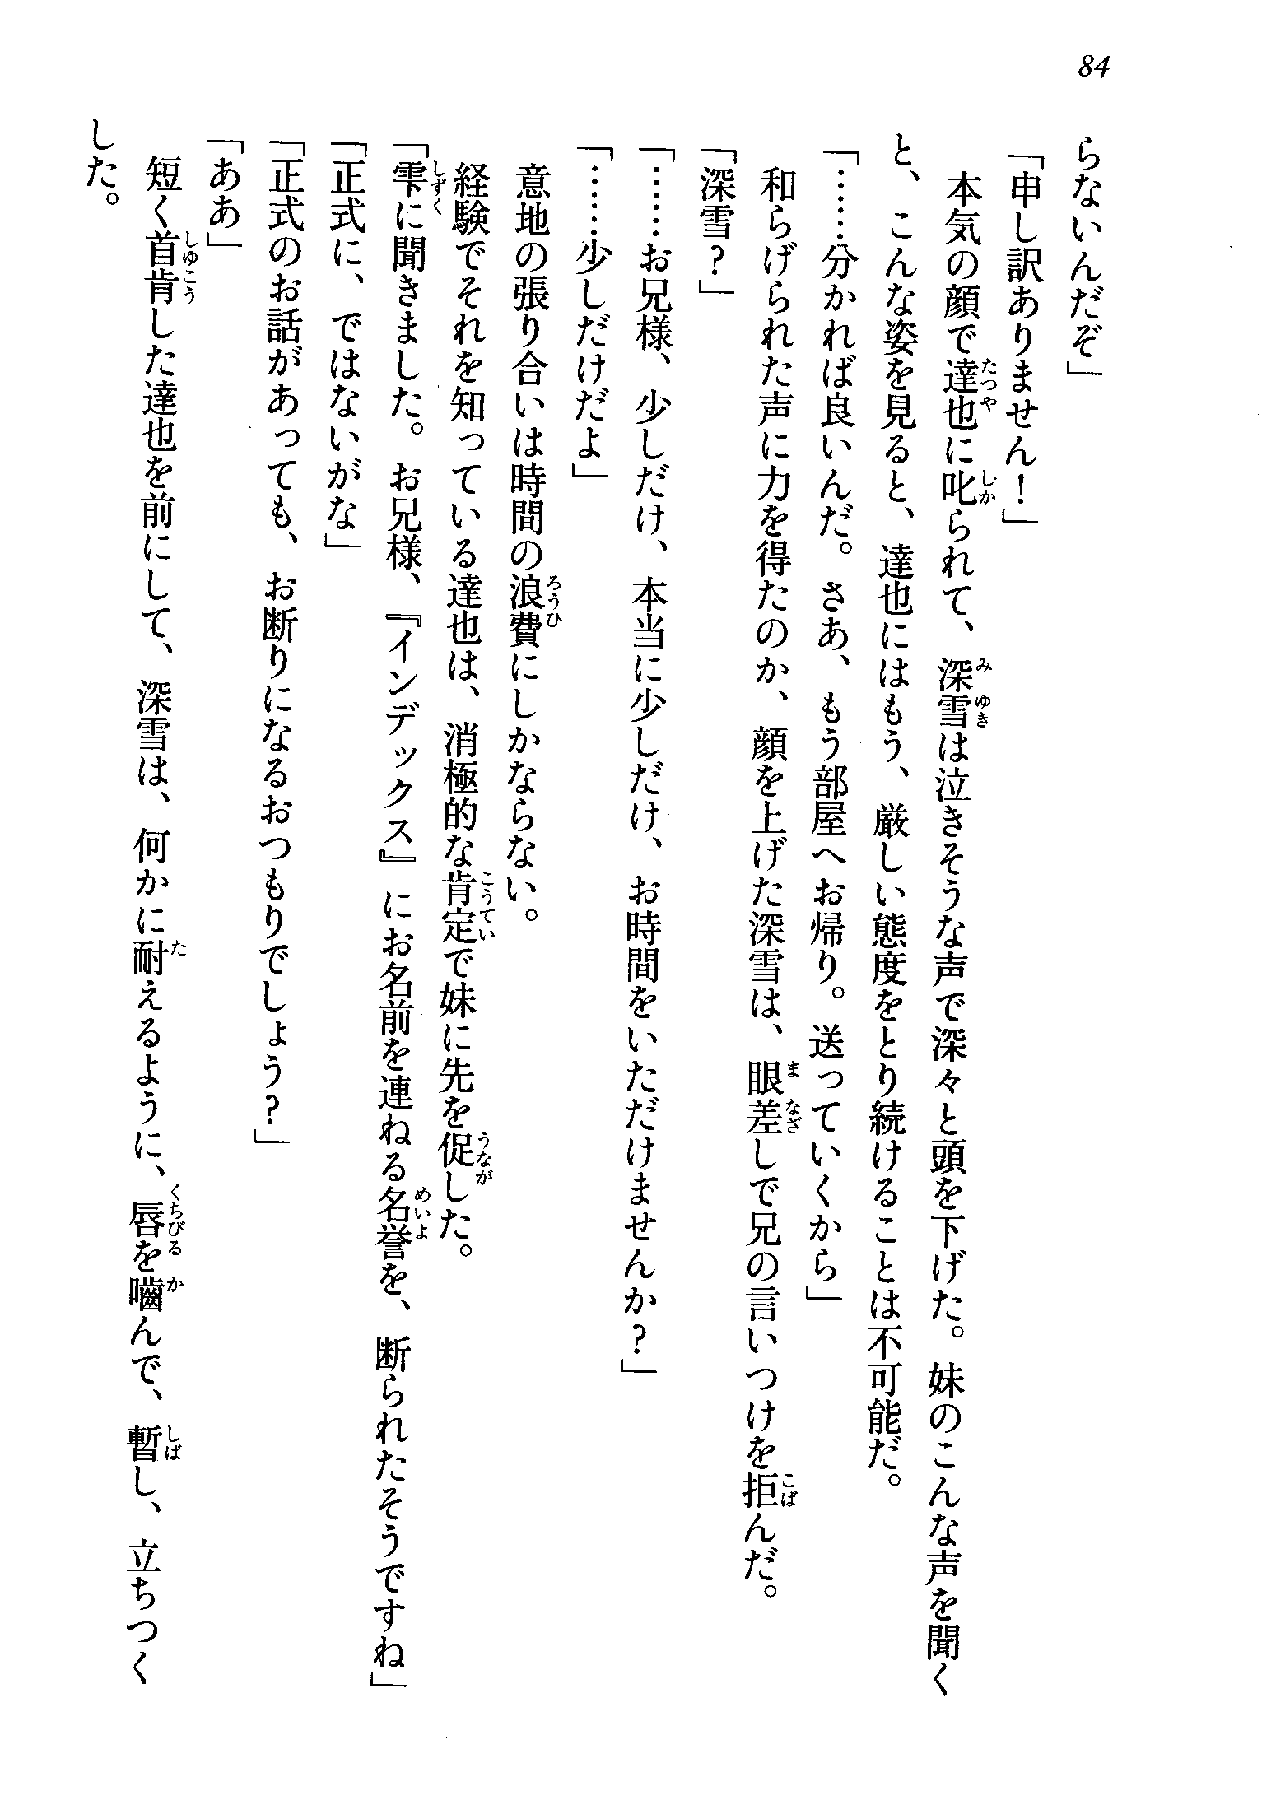 84
らないんだぞ」
「申し訳ありません！」
本気の顔で達也に叱られて、深雪は泣きそうな声で深々と頭を下げた。妹のこんな声を聞く
と、こんな姿を見ると、達也にはもう、厳しい態度をとり続けることは不可能だ。
「……分かれば良いんだ。さあ、もう部屋へお帰り。送っていくから」
和らげられた声に力を得たのか、顔を上げた深雪は、眼差しで兄の言いつけを拒んだ。
「深雪？」
「……お兄様、少しだけ、本当に少しだけ、お時間をいただけませんか？」
「……少しだけだよ」
意地の張り合いは時間の浪費にしかならない。
経験でそれを知っている達也は、消極的な肯定で妹に先を促した。
「雫に聞きました。お兄様、『インデックス』にお名前を連ねる名誉を、断られたそうですね」
「正式に、ではないがな」
「正式のお話があっても、お断りになるおつもりでしょう？」
「ああ」
短く首肯した達也を前にして、深雪は、何かに耐えるように、唇を嚙んで、暫し、立ちつく
した。